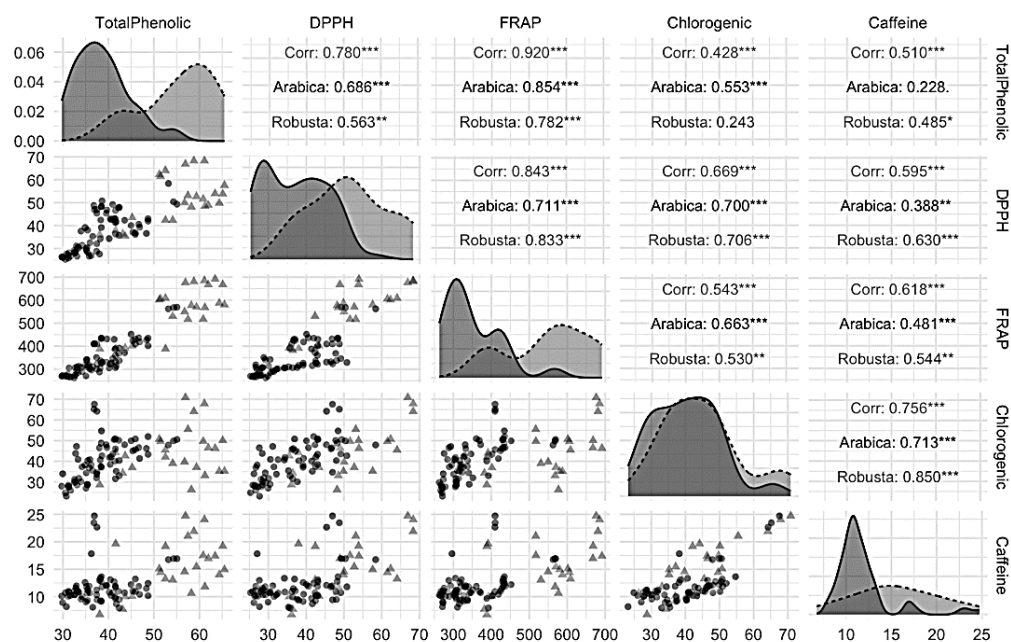 TotalPhenolic DPPH FRAP Chlorogenic Caffeine
0.06 Corr: 0.780*** Corr: 0.920*** Corr: 0.428*** Corr: 0.510***
0.04 Arabica: 0.686*** Arabica: 0.854*** Arabica: 0.553*** Arabica: 0.228.
0.02 Robusta: 0.563** Robusta: 0.782*** Robusta: 0.243 Robusta: 0.485*
0.00
TotalPhenolic
70 Corr: 0.843*** Corr: 0.669*** Corr: 0.595***
60
50 Arabica: 0.711*** Arabica: 0.700*** Arabica: 0.388**
40 Robusta: 0.833*** Robusta: 0.706*** Robusta: 0.630***
30
DPPH
700 Corr: 0.543*** Corr: 0.618***
600
500 Arabica: 0.663*** Arabica: 0.481***
400 Robusta: 0.530** Robusta: 0.544**
300
FRAP
70 Corr: 0.756***
60
50 Arabica: 0.713***
40
30 Robusta: 0.850***
Chlorogenic
25
20
15
10
Caffeine
30 40 50 60 30 40 50 60 70 300 400 500 600 700 30 40 50 60 70 10 15 20 25